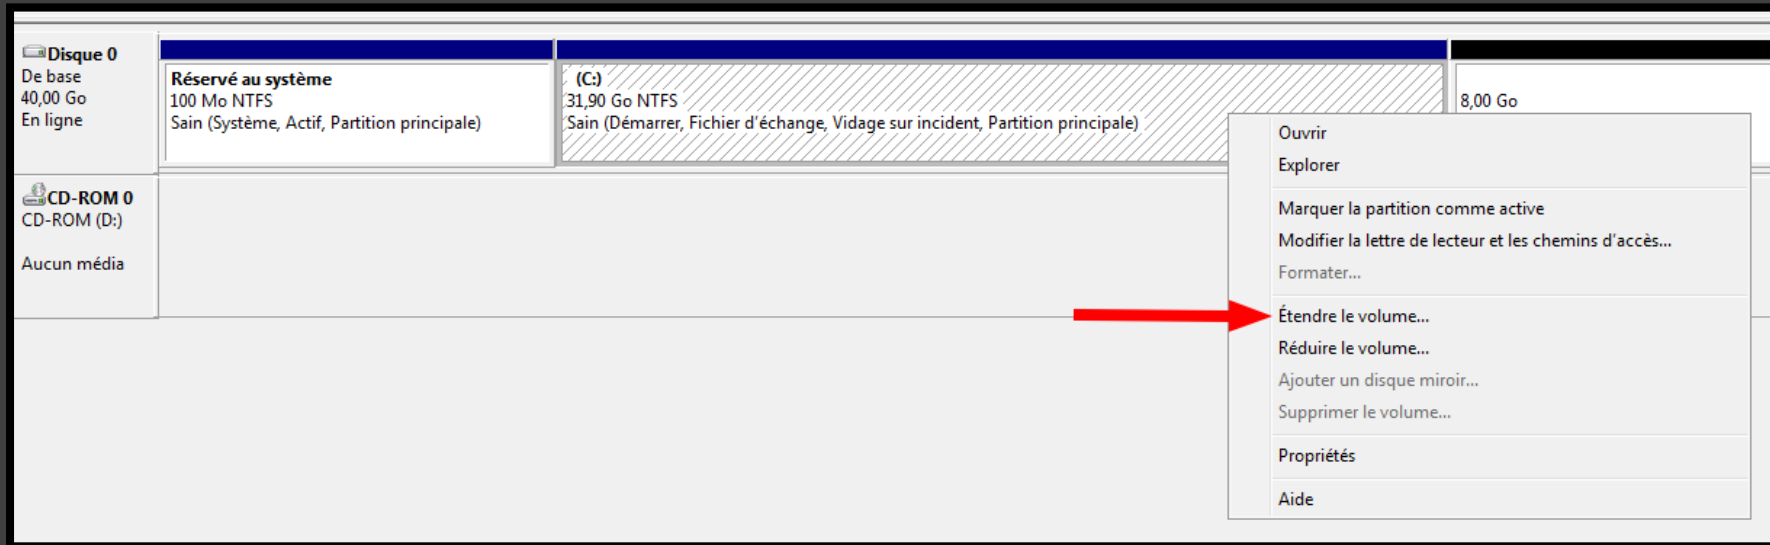 Disque 0
De base
40,00 Go
En ligne
Réservé au système
100 Mo NTFS
Sain (Système, Actif, Partition principale)
(C:)
31,90 Go NTFS
Sain (Démarrer, Fichier d'échange, Vidage sur incident, Partition principale)
8,00 Go
CD-ROM 0
CD-ROM (D:)
Aucun média
Ouvrir
Explorer
Marquer la partition comme active
Modifier la lettre de lecteur et les chemins d'accès...
Formater...
Étendre le volume...
Réduire le volume...
Ajouter un disque miroir...
Supprimer le volume...
Propriétés
Aide